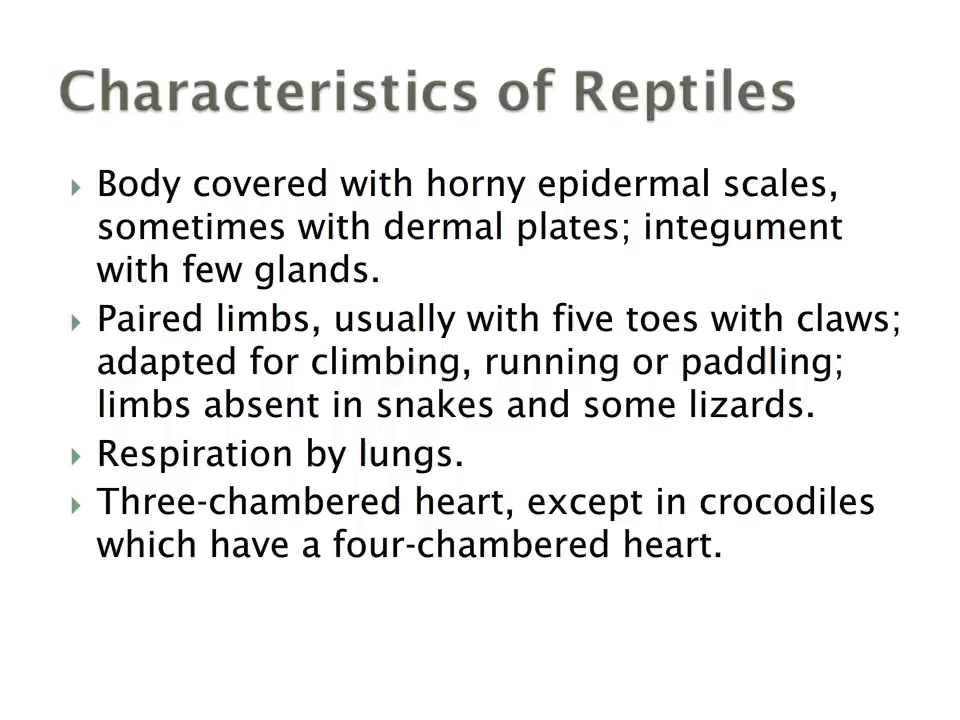 Characteristics of Reptiles
Body covered with horny epidermal scales,
sometimes with dermal plates; integument
with few glands.
Paired limbs, usually with five toes with claws;
adapted for climbing, running or paddling;
limbs absent in snakes and some lizards.
Respiration by lungs.
Three-chambered heart, except in crocodiles
which have a four-chambered heart.